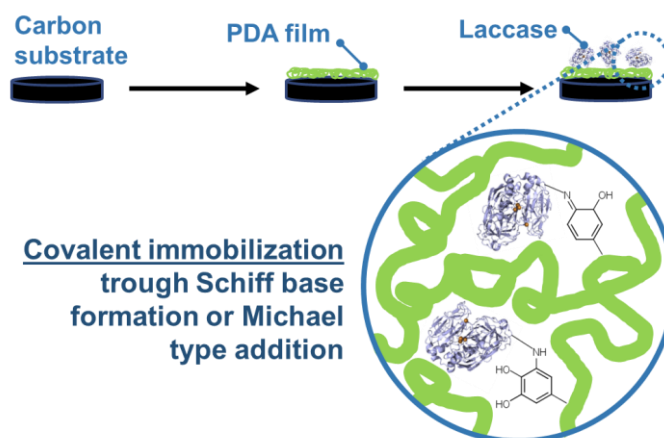 Carbon
substrate
PDA film
Laccase
Covalent immobilization
trough Schiff base
formation or Michael
type addition
N
OH
NH
HO
HO